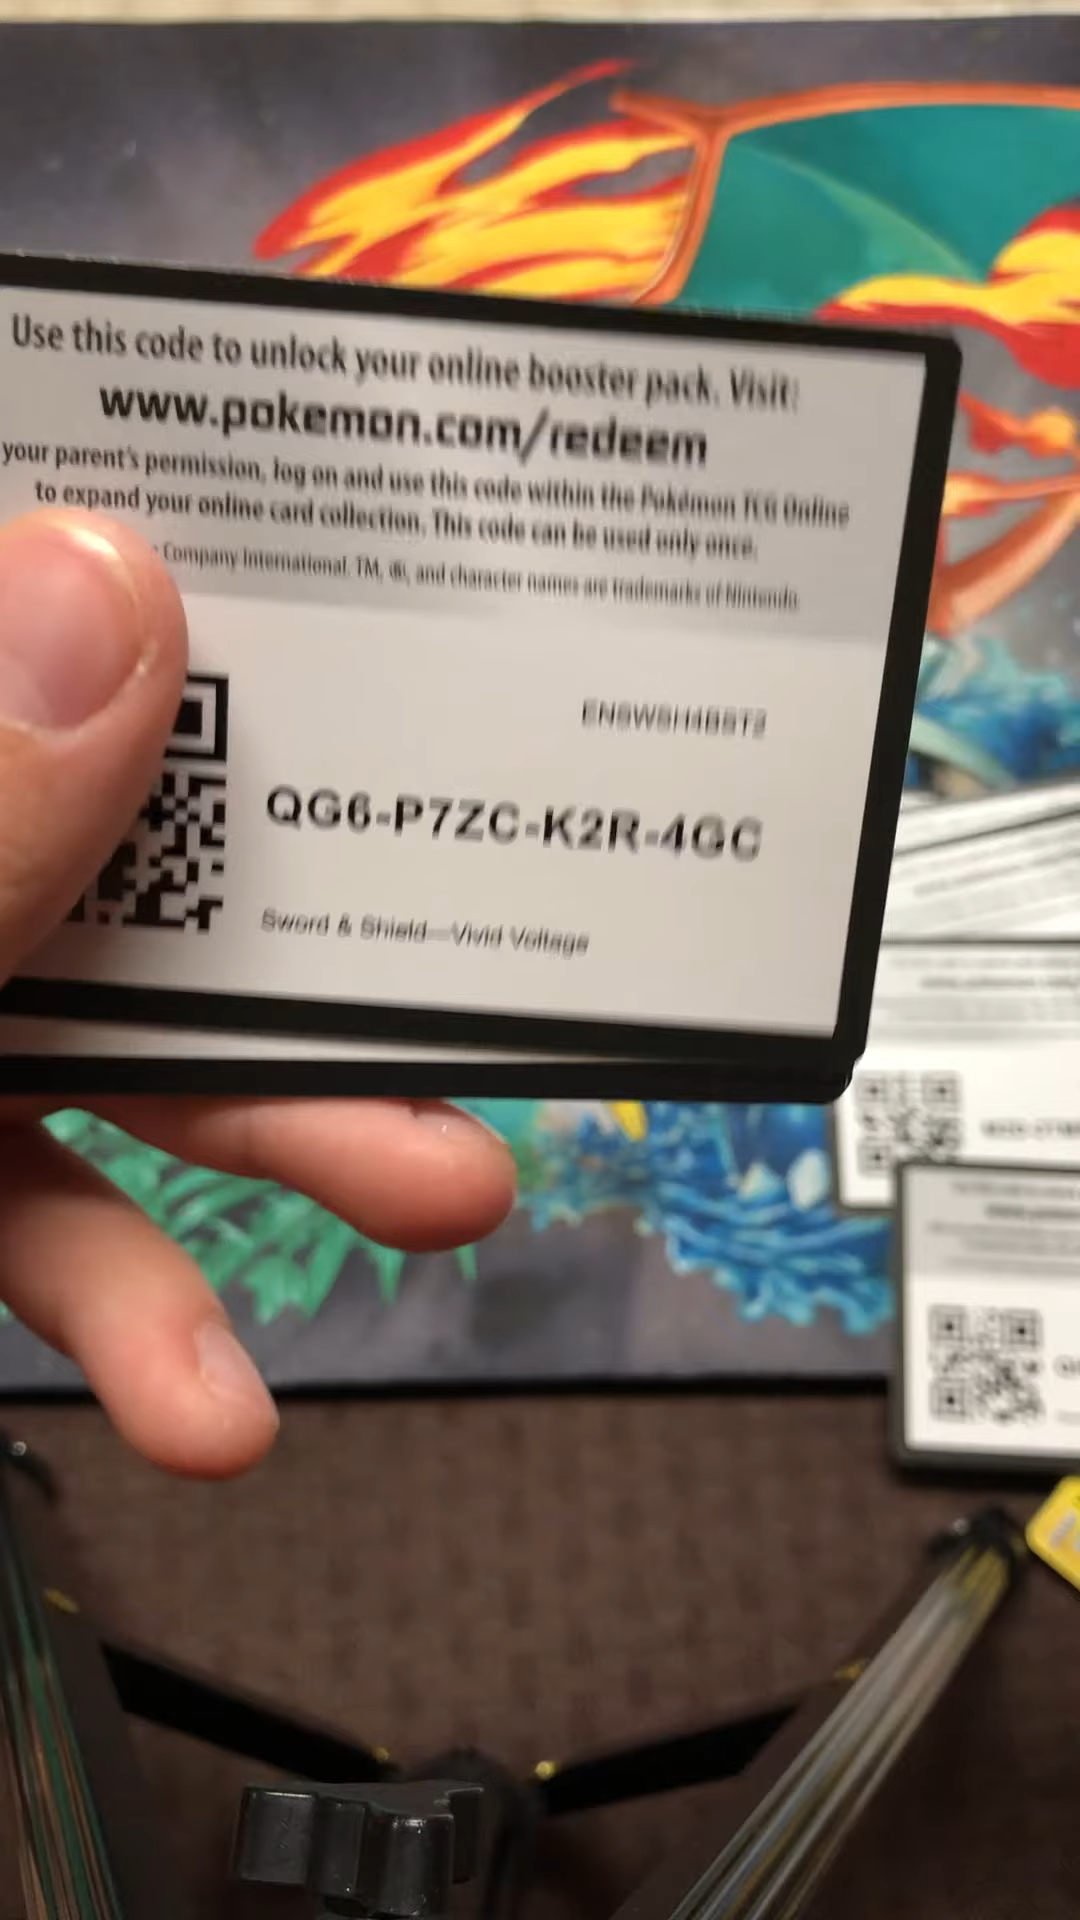 Use this code to unlock your online booster pack. Visit:
www.pokemon.com/redeem
your parent's permission, log on and use this code within the Pokémon TCG Online
to expand your online card collection. This code can be used only once.
Company International. TM, ®, and character names are trademarks of Nintendo.
ENSWSH4BST2
QG6-P7ZC-K2R-4GC
Sword & Shield—Vivid Voltage